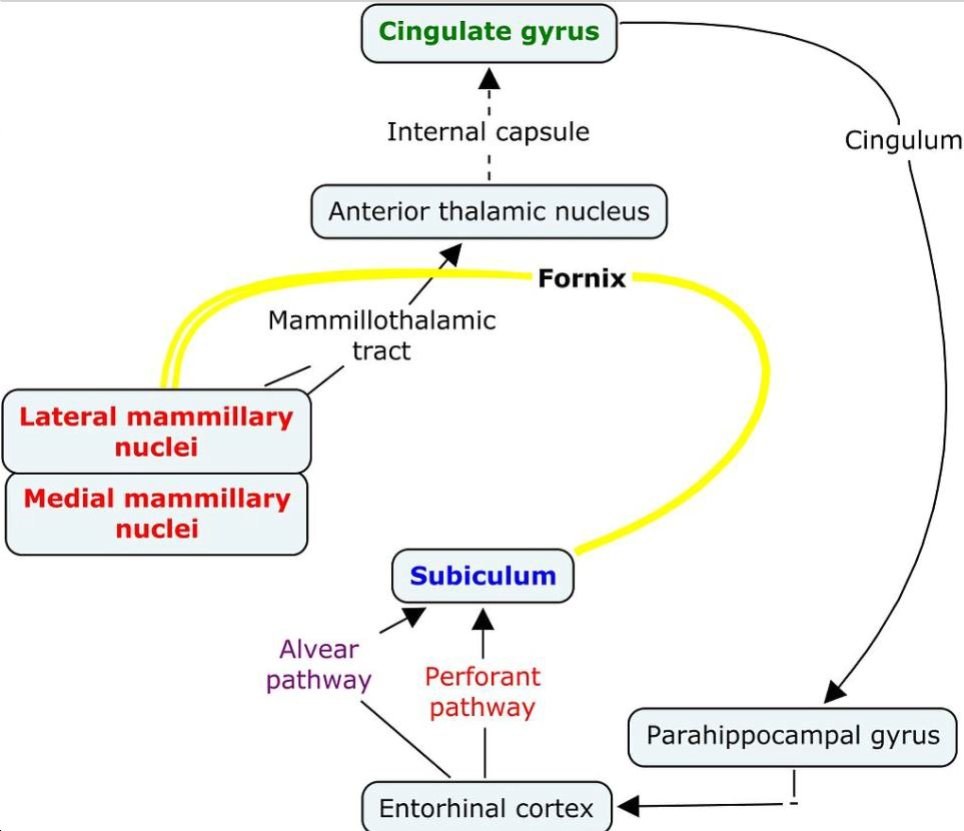 Cingulate gyrus
Internal capsule
Cingulum
Anterior thalamic nucleus
Fornix
Mammillothalamic
tract
Lateral mammillary
nuclei
Medial mammillary
nuclei
Subiculum
Alvear
pathway
Perforant
pathway
Parahippocampal gyrus
Entorhinal cortex